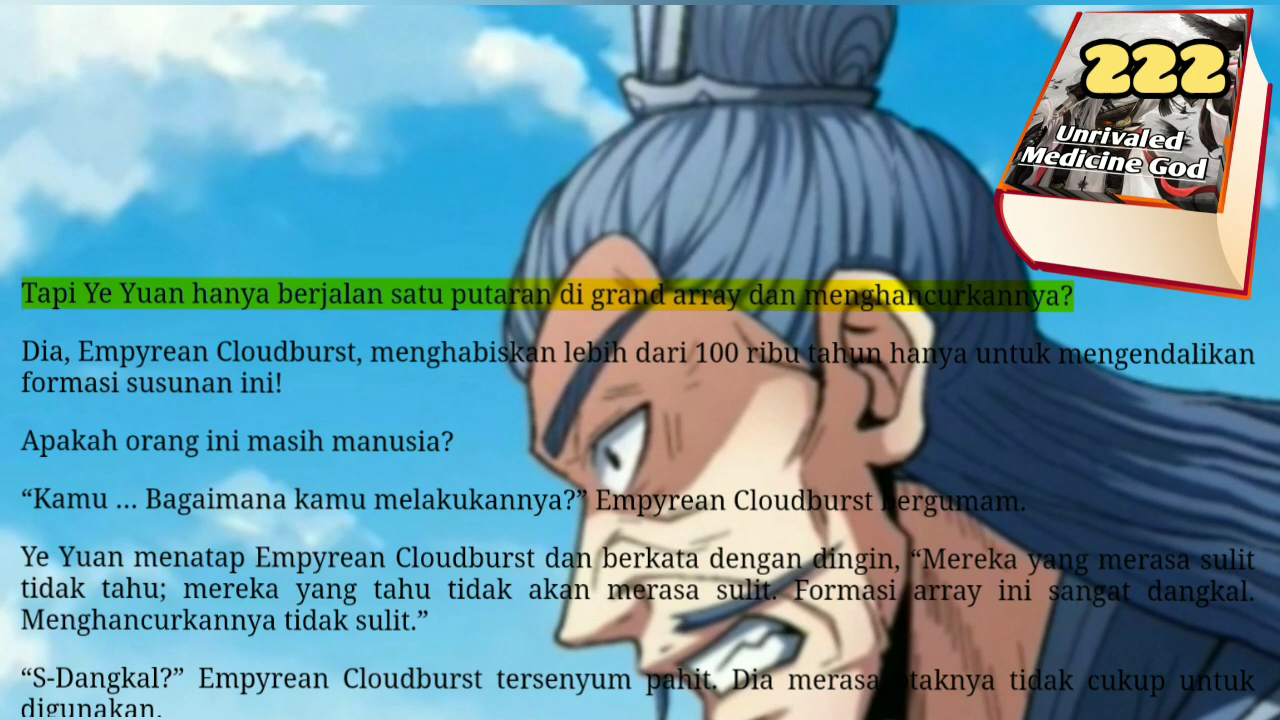 222
Unrivaled
Medicine God
Tapi Ye Yuan hanya berjalan satu putaran di grand array dan menghancurkannya?
Dia, Empyrean Cloudburst, menghabiskan lebih dari 100 ribu tahun hanya untuk mengendalikan
formasi susunan ini!
Apakah orang ini masih manusia?
“Kamu ... Bagaimana kamu melakukannya?” Empyrean Cloudburst bergumam.
Ye Yuan menatap Empyrean Cloudburst dan berkata dengan dingin, “Mereka yang merasa sulit
tidak tahu; mereka yang tahu tidak akan merasa sulit. Formasi array ini sangat dangkal.
Menghancurkannya tidak sulit.”
“S-Dangkal?” Empyrean Cloudburst tersenyum pahit. Dia merasa otaknya tidak cukup untuk
digunakan.